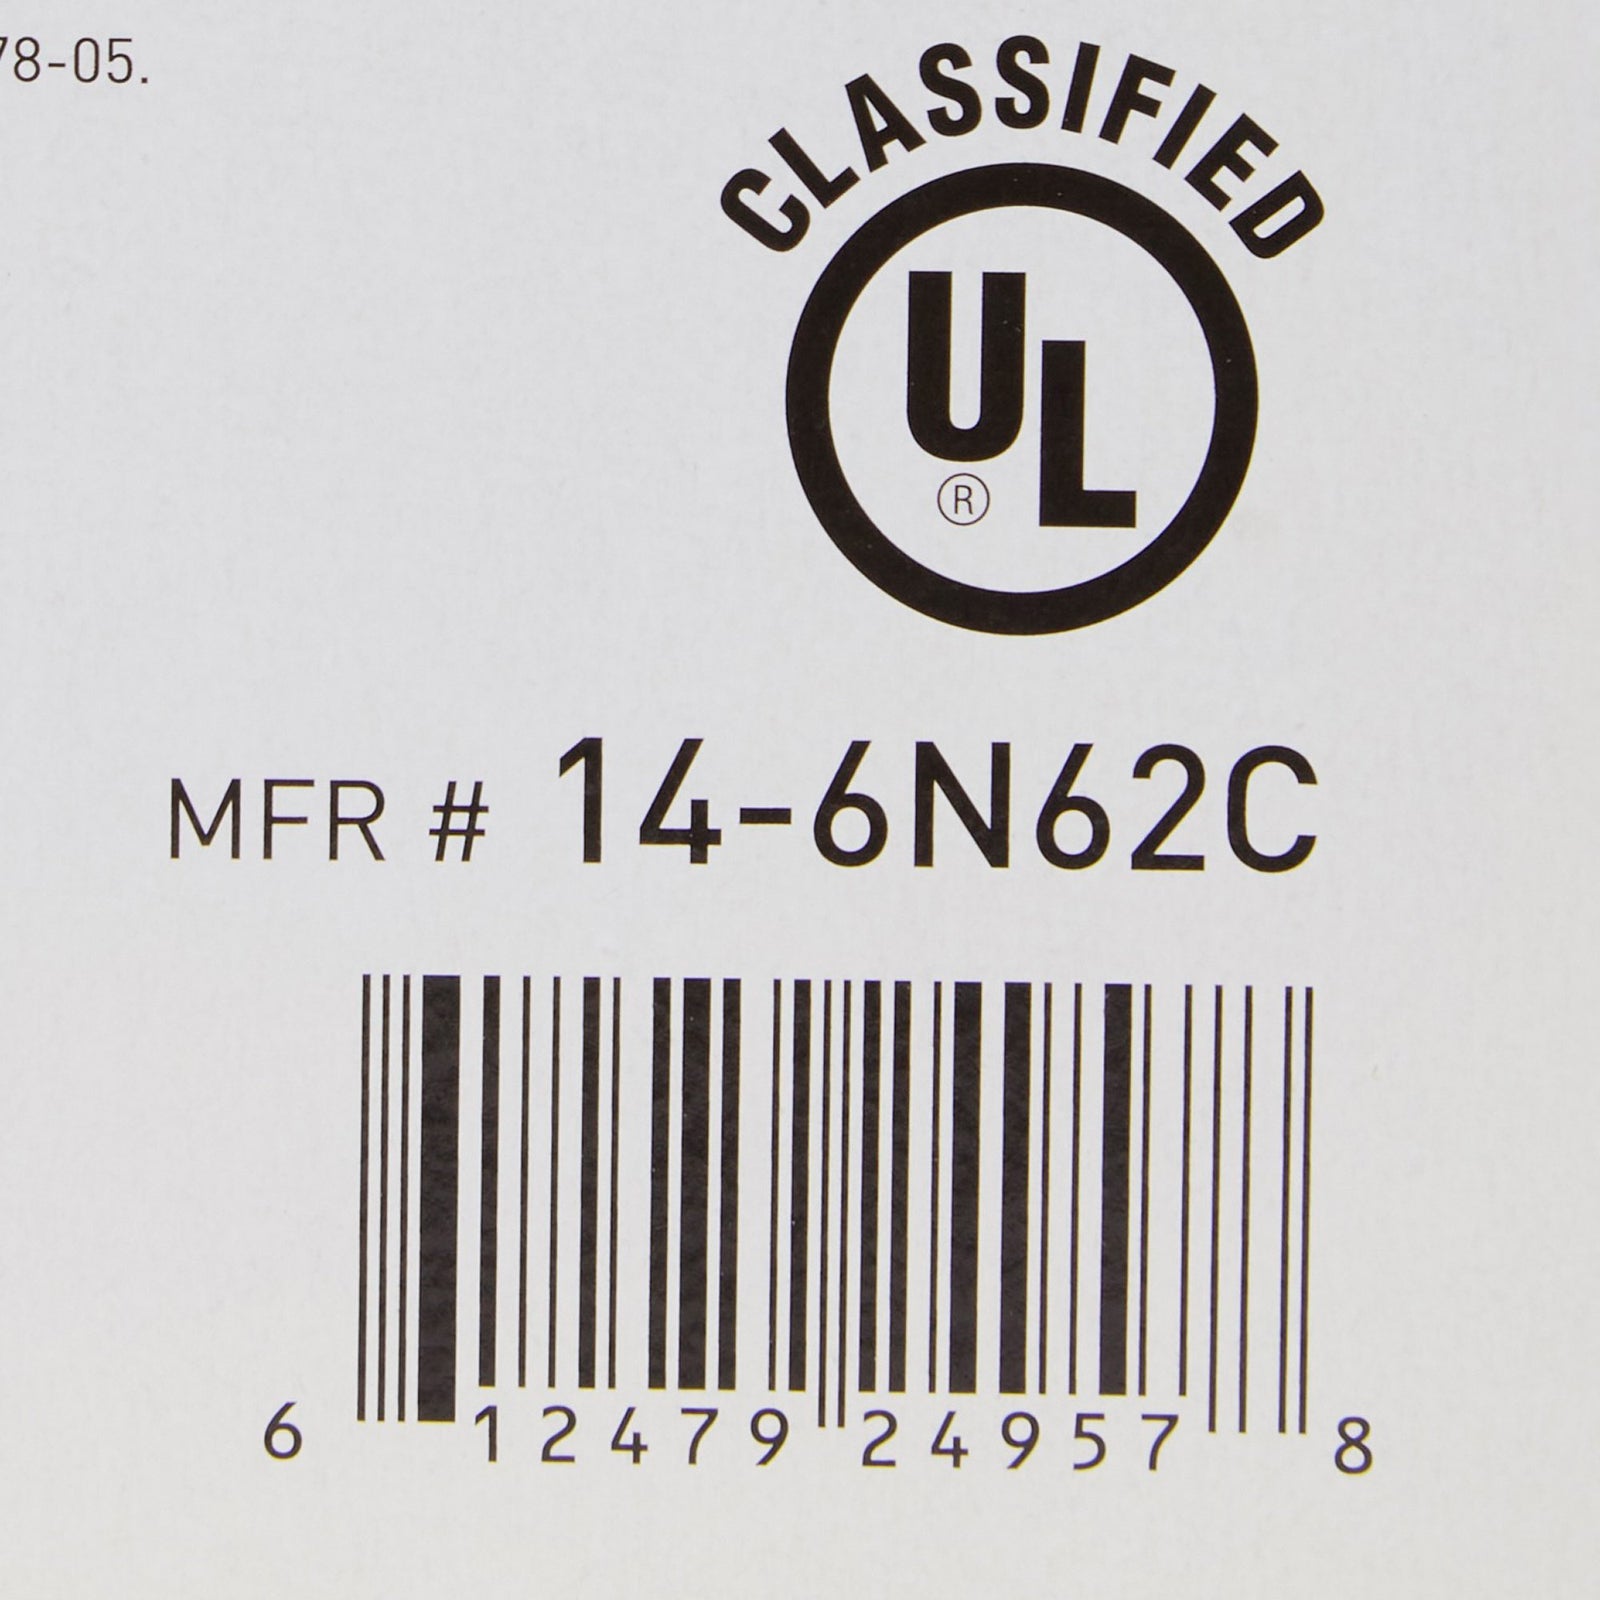 78-05.
CLASSIFIED
UL
®
MFR # 14-6N62C
6 12479 24957 8